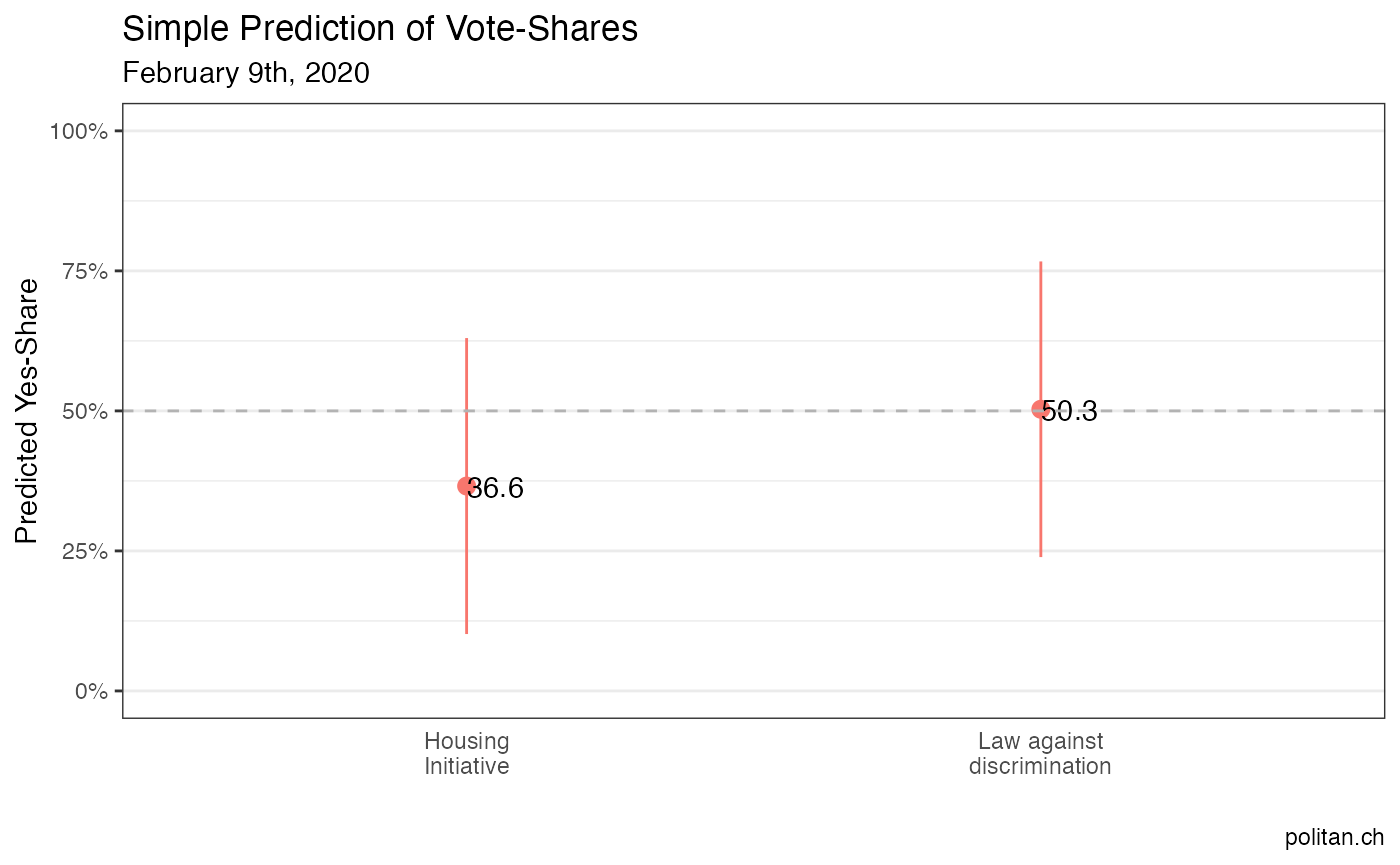 Simple Prediction of Vote-Shares
February 9th, 2020
Predicted Yes-Share
100%
75%
50%
25%
0%
36.6
50.3
Housing
Initiative
Law against
discrimination
politan.ch